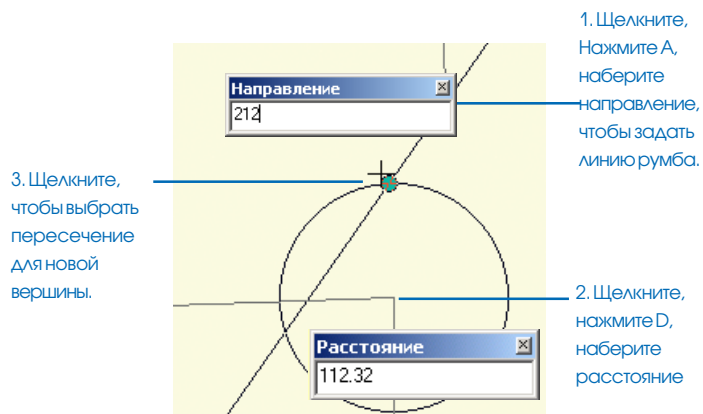 1. Щелкните,
Нажмите A,
наберите
направление,
чтобы задать
линию румба.
Направление
212
3. Щелкните,
чтобы выбрать
пересечение
для новой
вершины.
2. Щелкните,
нажмите D,
наберите
расстояние
Расстояние
112.32